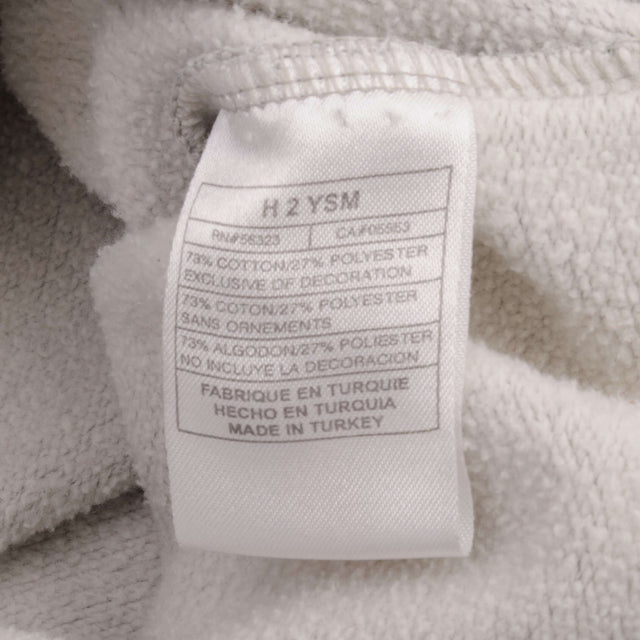 H 2 YSM
RN#56323 CA#05553
73% COTTON/27% POLYESTER
EXCLUSIVE OF DECORATION
73% COTON/27% POLYESTER
SANS ORNEMENTS
73% ALGODON/27% POLIESTER
NO INCLUYE LA DECORACION
FABRIQUE EN TURQUIE
HECHO EN TURQUIA
MADE IN TURKEY